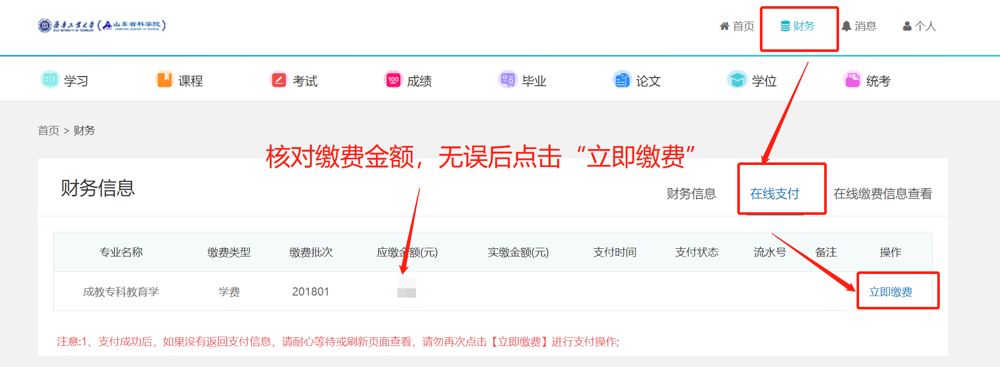 齐鲁工业大学(山东省科学院)
QILU UNIVERSITY OF TECHNOLOGY SHANDONG ACADEMY OF SCIENCES
首页 财务 消息 个人
学习 课程 考试 100 成绩 毕业 论文 学位 统考
首页 > 财务
核对缴费金额，无误后点击“立即缴费”
财务信息
财务信息 在线支付 在线缴费信息查看
专业名称 缴费类型 缴费批次 应缴金额(元) 实缴金额(元) 支付时间 支付状态 流水号 备注 操作
成教专科教育学 学费 201801 立即缴费
注意:1、支付成功后，如果没有返回支付信息，请耐心等待或刷新页面查看，请勿再次点击【立即缴费】进行支付操作;